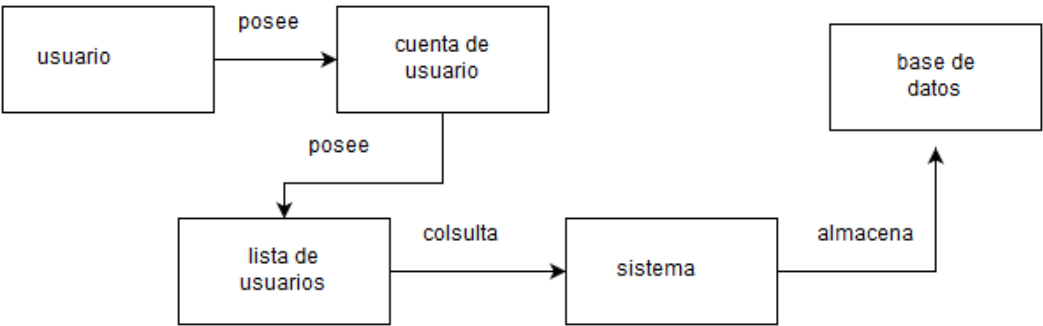 posee
usuario
cuenta de
usuario
base de
datos
posee
colsulta
almacena
lista de
usuarios
sistema